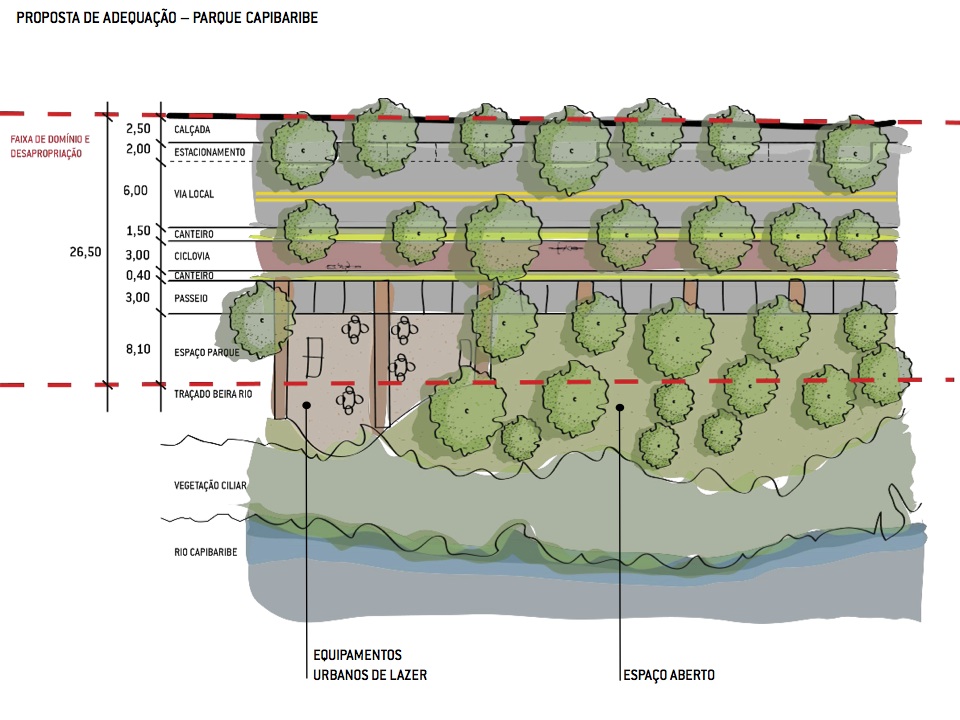 PROPOSTA DE ADEQUAÇÃO – PARQUE CAPIBARIBE
FAIXA DE DOMÍNIO E
DESAPROPRIAÇÃO
26,50
2,50
CALÇADA
2,00
ESTACIONAMENTO
6,00
VIA LOCAL
1,50
CANTEIRO
3,00
CICLOVIA
0,40
CANTEIRO
3,00
PASSEIO
8,10
ESPAÇO PARQUE
TRAÇADO BEIRA RIO
VEGETAÇÃO CILIAR
RIO CAPIBARIBE
EQUIPAMENTOS
URBANOS DE LAZER
ESPAÇO ABERTO